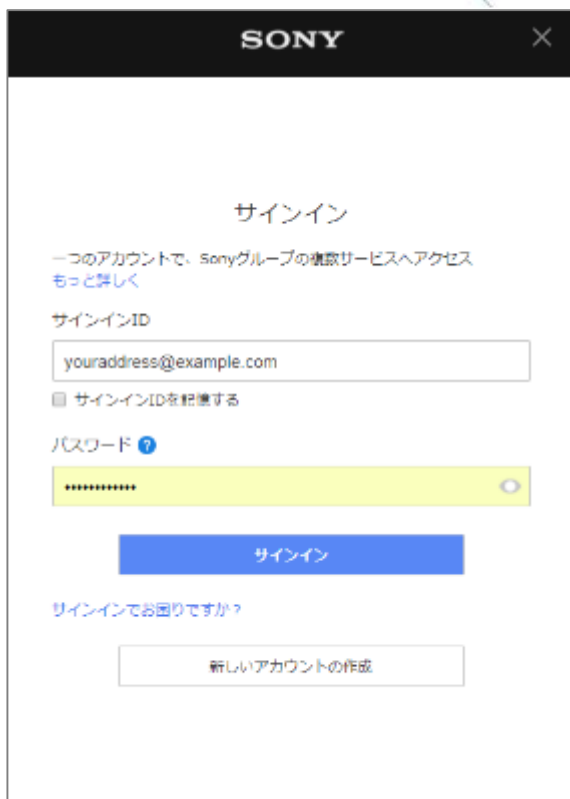 SONY
サインイン
一つのアカウントで、Sonyグループの複数サービスへアクセス
もっと詳しく
サインインID
youraddress@example.com
サインインIDを記憶する
パスワード ?
••••••••••••
サインイン
サインインでお困りですか？
新しいアカウントの作成